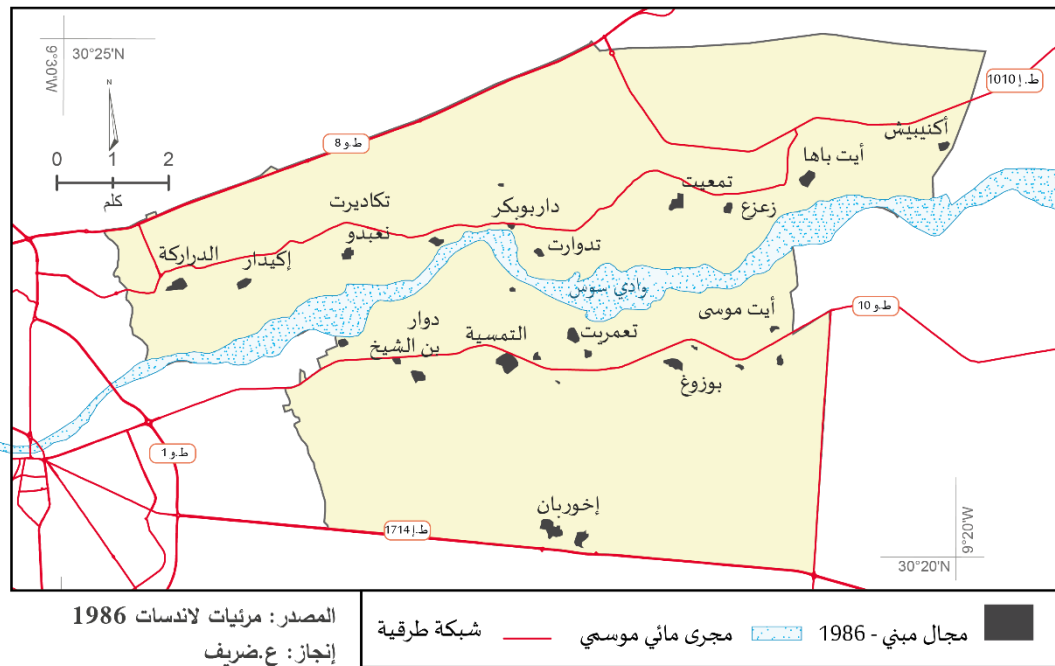 30°25'N
9°30'W
N
0 1 2
كلم
ط.و 8
ط.إ 1010
أكنيبيش
أيت باها
تمعيت
زعزع
داربوبكر
تكاديرت
نعبدو
تدوارت
إكيدار
الدراركة
وادي سوس
أيت موسى
ط.و 10
تعمريت
التمسية
دوار
بن الشيخ
بوزوغ
ط.و 1
إخوربان
ط.إ 1714
9°20'W
30°20'N
مجال مبني - 1986
مجرى مائي موسمي
شبكة طرقية
المصدر: مرئيات لاندسات 1986
إنجاز: ع.ضريف